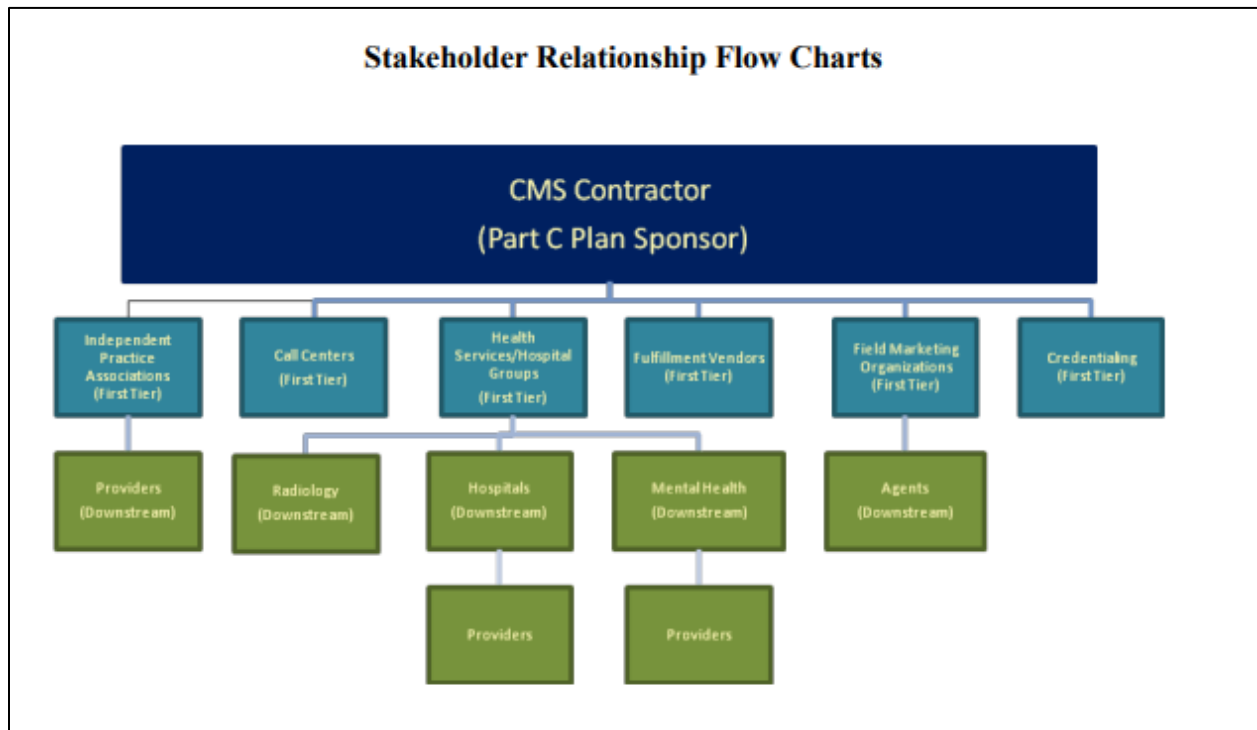 Stakeholder Relationship Flow Charts
CMS Contractor
(Part C Plan Sponsor)
Independent
Practice
Associations
(First Tier)
Call Centers
(First Tier)
Health
Services/Hospital
Groups
(First Tier)
Fulfillment Vendors
(First Tier)
Field Marketing
Organizations
(First Tier)
Credentialing
(First Tier)
Providers
(Downstream)
Radiology
(Downstream)
Hospitals
(Downstream)
Mental Health
(Downstream)
Agents
(Downstream)
Providers
Providers